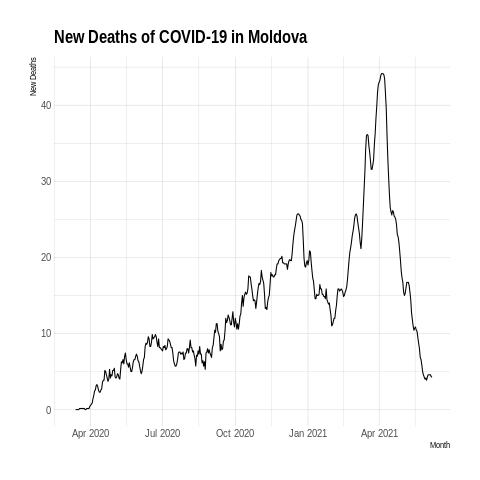 New Deaths of COVID-19 in Moldova
New Deaths
40
30
20
10
0
Apr 2020 Jul 2020 Oct 2020 Jan 2021 Apr 2021
Month